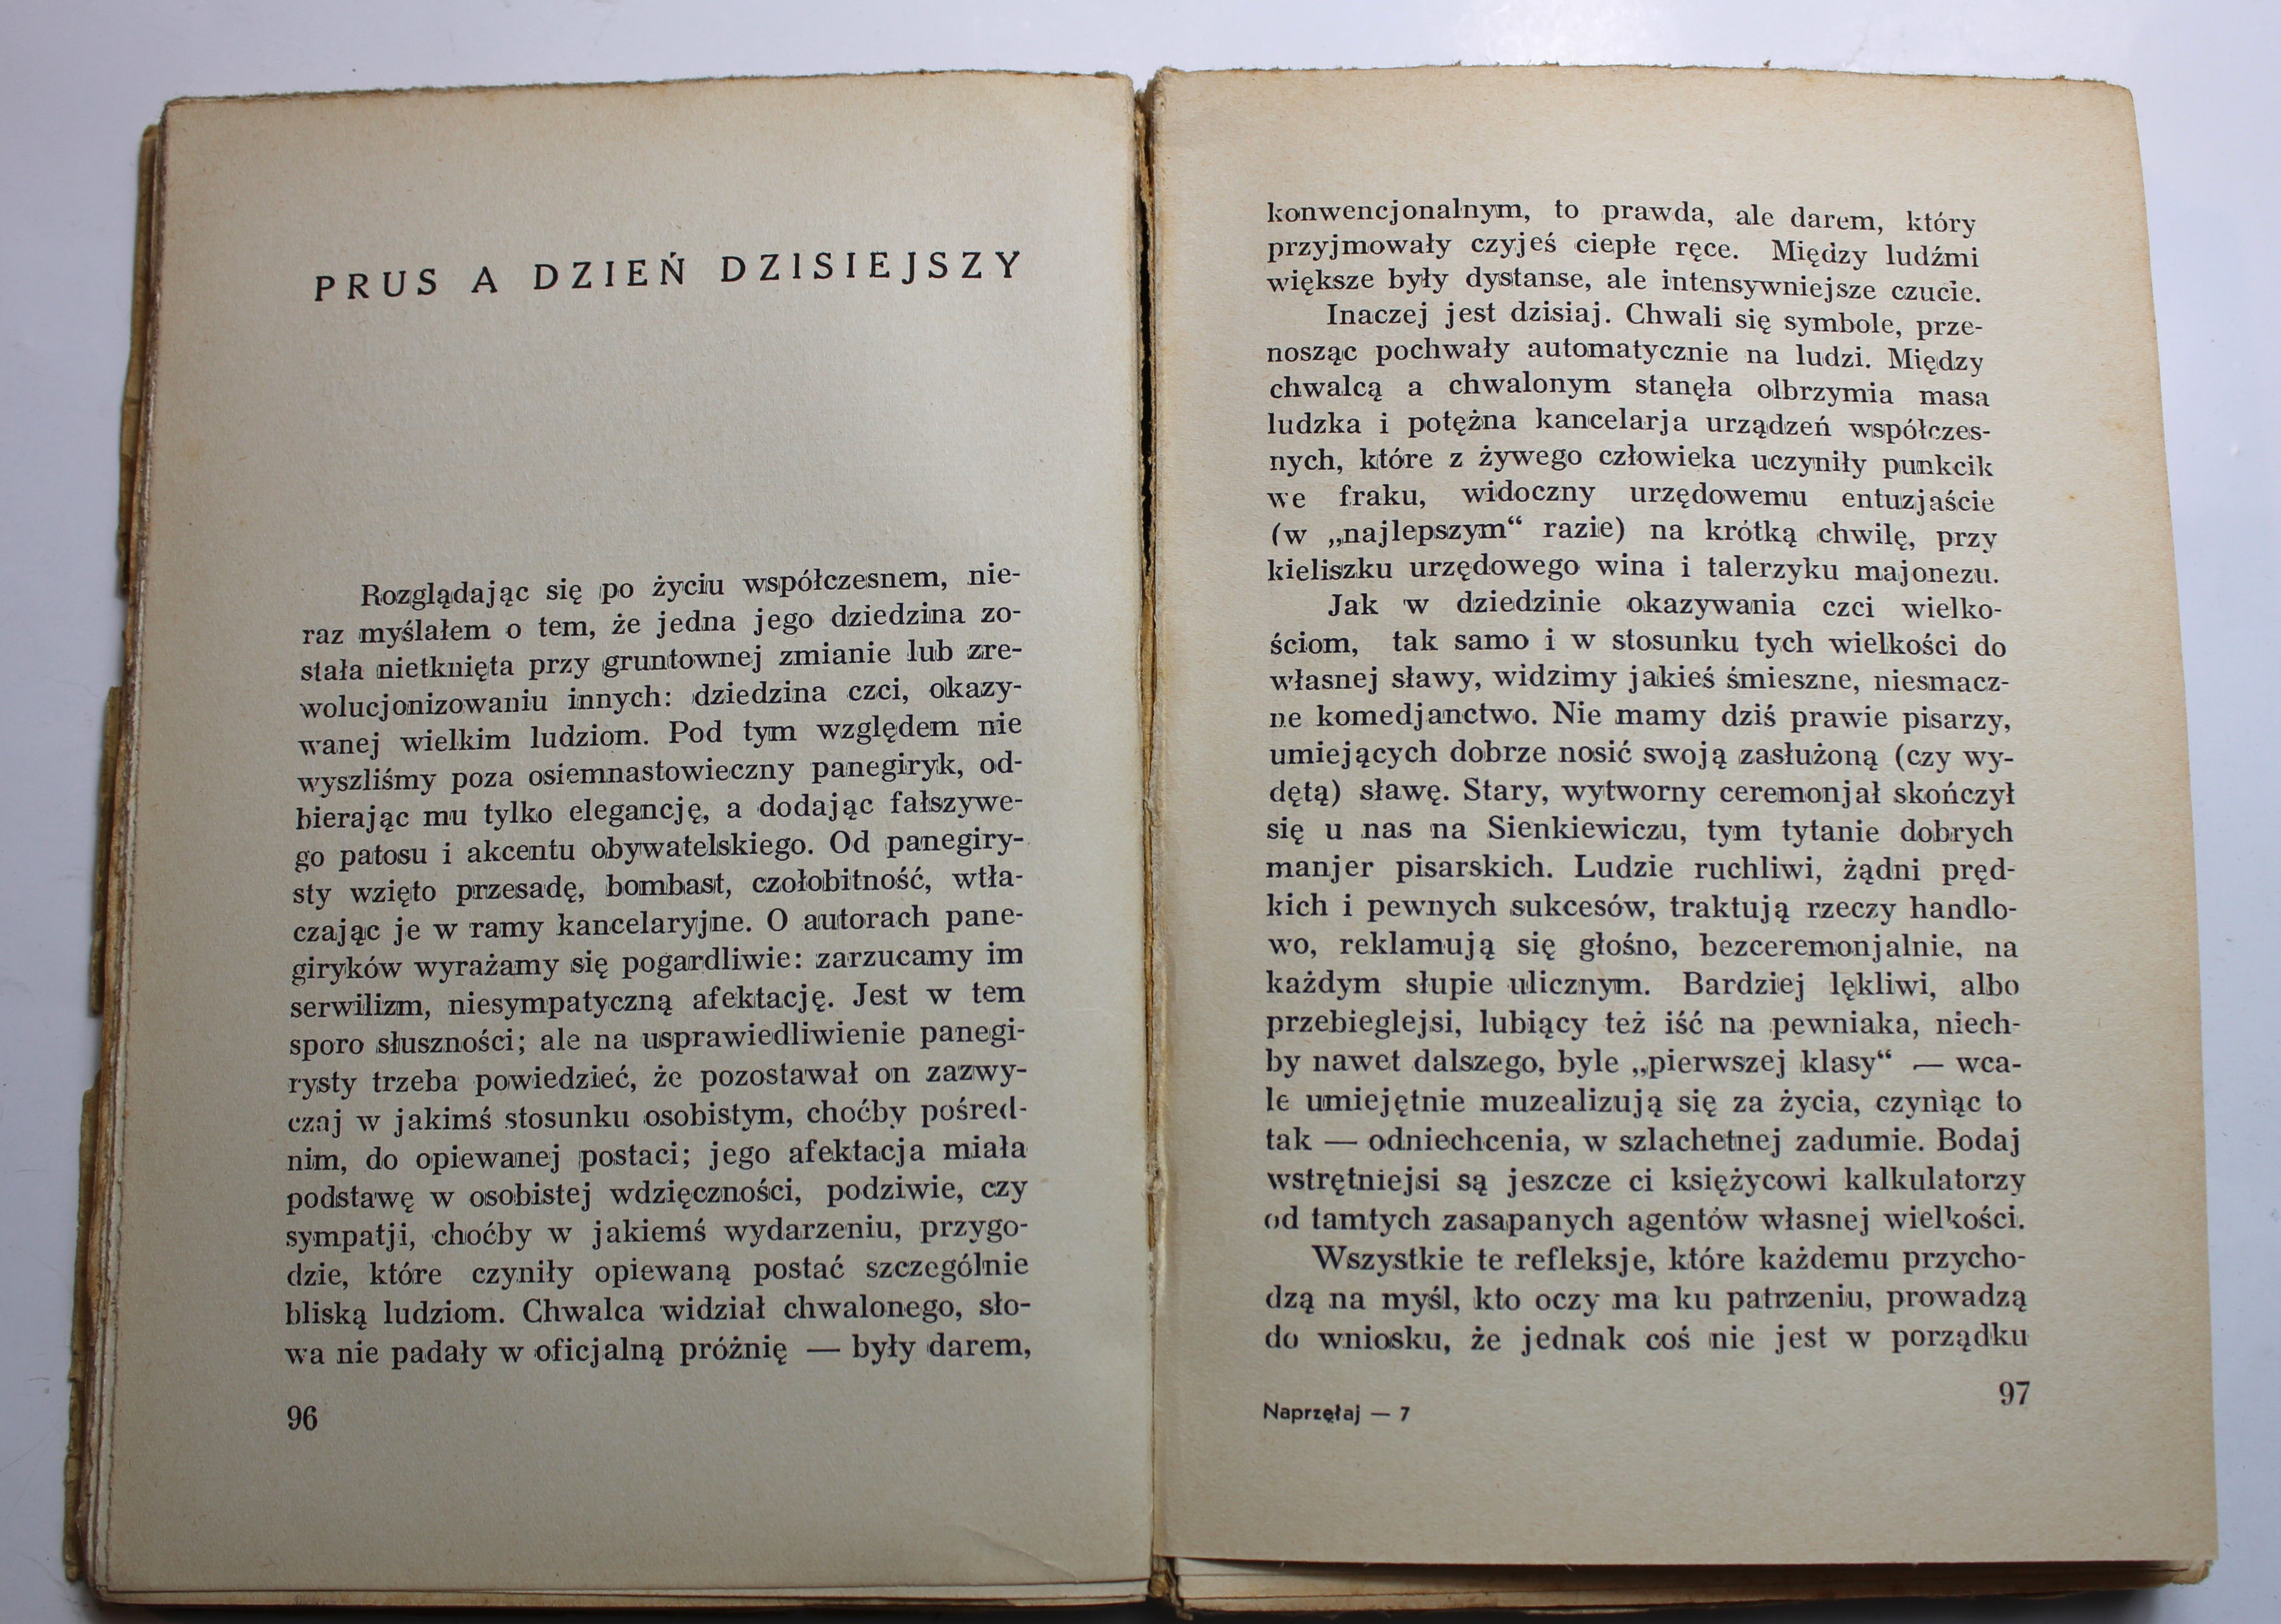 PRUS A DZIEŃ DZISIEJSZY
Rozglądając się po życiu współczesnem, nie-
raz myślałem o tem, że jedna jego dziedzina zo-
stała nietknięta przy gruntownej zmianie lub zre-
wolucjonizowaniu innych: dziedzina czci, okazy-
wanej wielkim ludziom. Pod tym względem nie
wyszliśmy poza osiemnastowieczny panegiryk, od-
bierając mu tylko elegancję, a dodając fałszywe-
go patosu i akcentu obywatelskiego. Od panegiry-
sty wzięto przesadę, bombast, czołobitność, wtła-
czając je w ramy kancelaryjne. O autorach pane-
giryków wyrażamy się pogardliwie: zarzucamy im
serwilizm, niesympatyczną afektację. Jest w tem
sporo słuszności; ale na usprawiedliwienie panegi-
rysty trzeba powiedzieć, że pozostawał on zazwy-
czaj w jakimś stosunku osobistym, choćby pośred-
nim, do opiewanej postaci; jego afektacja miała
podstawę w osobistej wdzięczności, podziwie, czy
sympatji, choćby w jakiemś wydarzeniu, przygo-
dzie, które czyniły opiewaną postać szczególnie
bliską ludziom. Chwalca widział chwalonego, sło-
wa nie padały w oficjalną próżnię — były darem,
96
konwencjonalnym, to prawda, ale darem, który
przyjmowały czyjeś ciepłe ręce. Między ludźmi
większe były dystanse, ale intensywniejsze czucie.
Inaczej jest dzisiaj. Chwali się symbole, prze-
nosząc pochwały automatycznie na ludzi. Między
chwalcą a chwalonym stanęła olbrzymia masa
ludzka i potężna kancelarja urządzeń współczes-
nych, które z żywego człowieka uczyniły punkcik
we fraku, widoczny urzędowemu entuzjaście
(w „najlepszym“ razie) na krótką chwilę, przy
kieliszku urzędowego wina i talerzyku majonezu.
Jak w dziedzinie okazywania czci wielko-
ściom, tak samo i w stosunku tych wielkości do
własnej sławy, widzimy jakieś śmieszne, niesmacz-
ne komedjanctwo. Nie mamy dziś prawie pisarzy,
umiejących dobrze nosić swoją zasłużoną (czy wy-
dętą) sławę. Stary, wytworny ceremonjał skończył
się u nas na Sienkiewiczu, tym tytanie dobrych
manjer pisarskich. Ludzie ruchliwi, żądni pręd-
kich i pewnych sukcesów, traktują rzeczy handlo-
wo, reklamują się głośno, bezceremonjalnie, na
każdym słupie ulicznym. Bardziej lękliwi, albo
przebieglejsi, lubiący też iść na pewniaka, niech-
by nawet dalszego, byle „pierwszej klasy“ — wca-
le umiejętnie muzealizują się za życia, czyniąc to
tak — odniechcenia, w szlachetnej zadumie. Bodaj
wstrętniejsi są jeszcze ci księżycowi kalkulatorzy
od tamtych zasapanych agentów własnej wielkości.
Wszystkie te refleksje, które każdemu przycho-
dzą na myśl, kto oczy ma ku patrzeniu, prowadzą
do wniosku, że jednak coś nie jest w porządku
Naprzełaj — 7
97